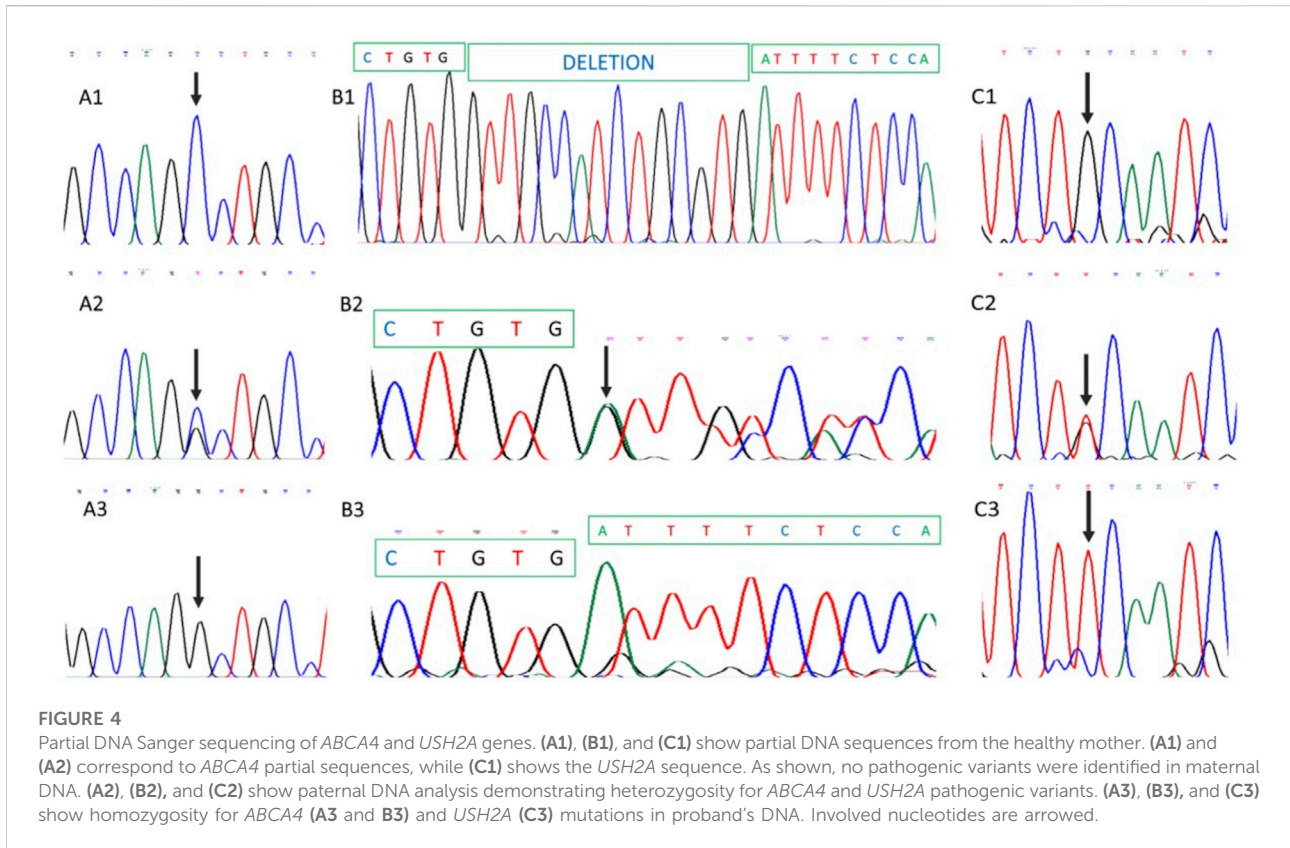 A1
B1
C T G T G
DELETION
A T T T T C T C C A
C1
A2
B2
C T G T G
C2
A3
B3
C T G T G
A T T T T C T C C A
C3
FIGURE 4
Partial DNA Sanger sequencing of ABCA4 and USH2A genes. (A1), (B1), and (C1) show partial DNA sequences from the healthy mother. (A1) and
(A2) correspond to ABCA4 partial sequences, while (C1) shows the USH2A sequence. As shown, no pathogenic variants were identified in maternal
DNA. (A2), (B2), and (C2) show paternal DNA analysis demonstrating heterozygosity for ABCA4 and USH2A pathogenic variants. (A3), (B3), and (C3)
show homozygosity for ABCA4 (A3 and B3) and USH2A (C3) mutations in proband's DNA. Involved nucleotides are arrowed.